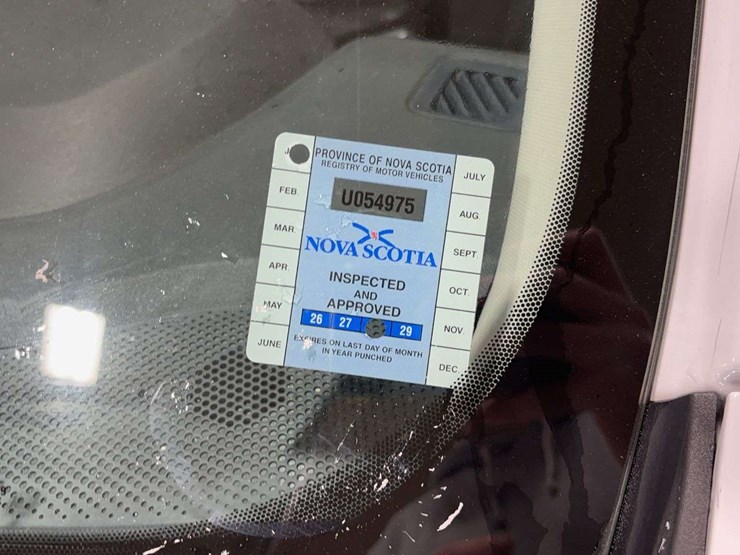 J
PROVINCE OF NOVA SCOTIA
REGISTRY OF MOTOR VEHICLES
U054975
NOVA SCOTIA
INSPECTED
AND
APPROVED
26 27 29
EXPIRES ON LAST DAY OF MONTH
IN YEAR PUNCHED
FEB.
MAR.
APR.
MAY
JUNE
JULY
AUG.
SEPT.
OCT.
NOV.
DEC.